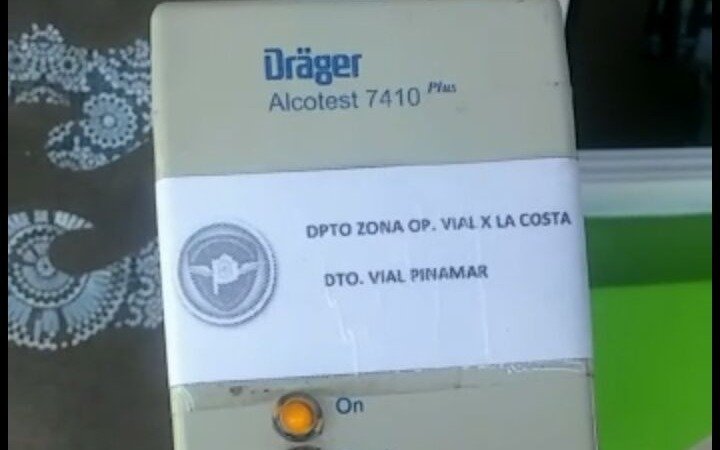 Dräger
Alcotest 7410 Plus
DPTO ZONA OP. VIAL X LA COSTA
DTO. VIAL PINAMAR
On